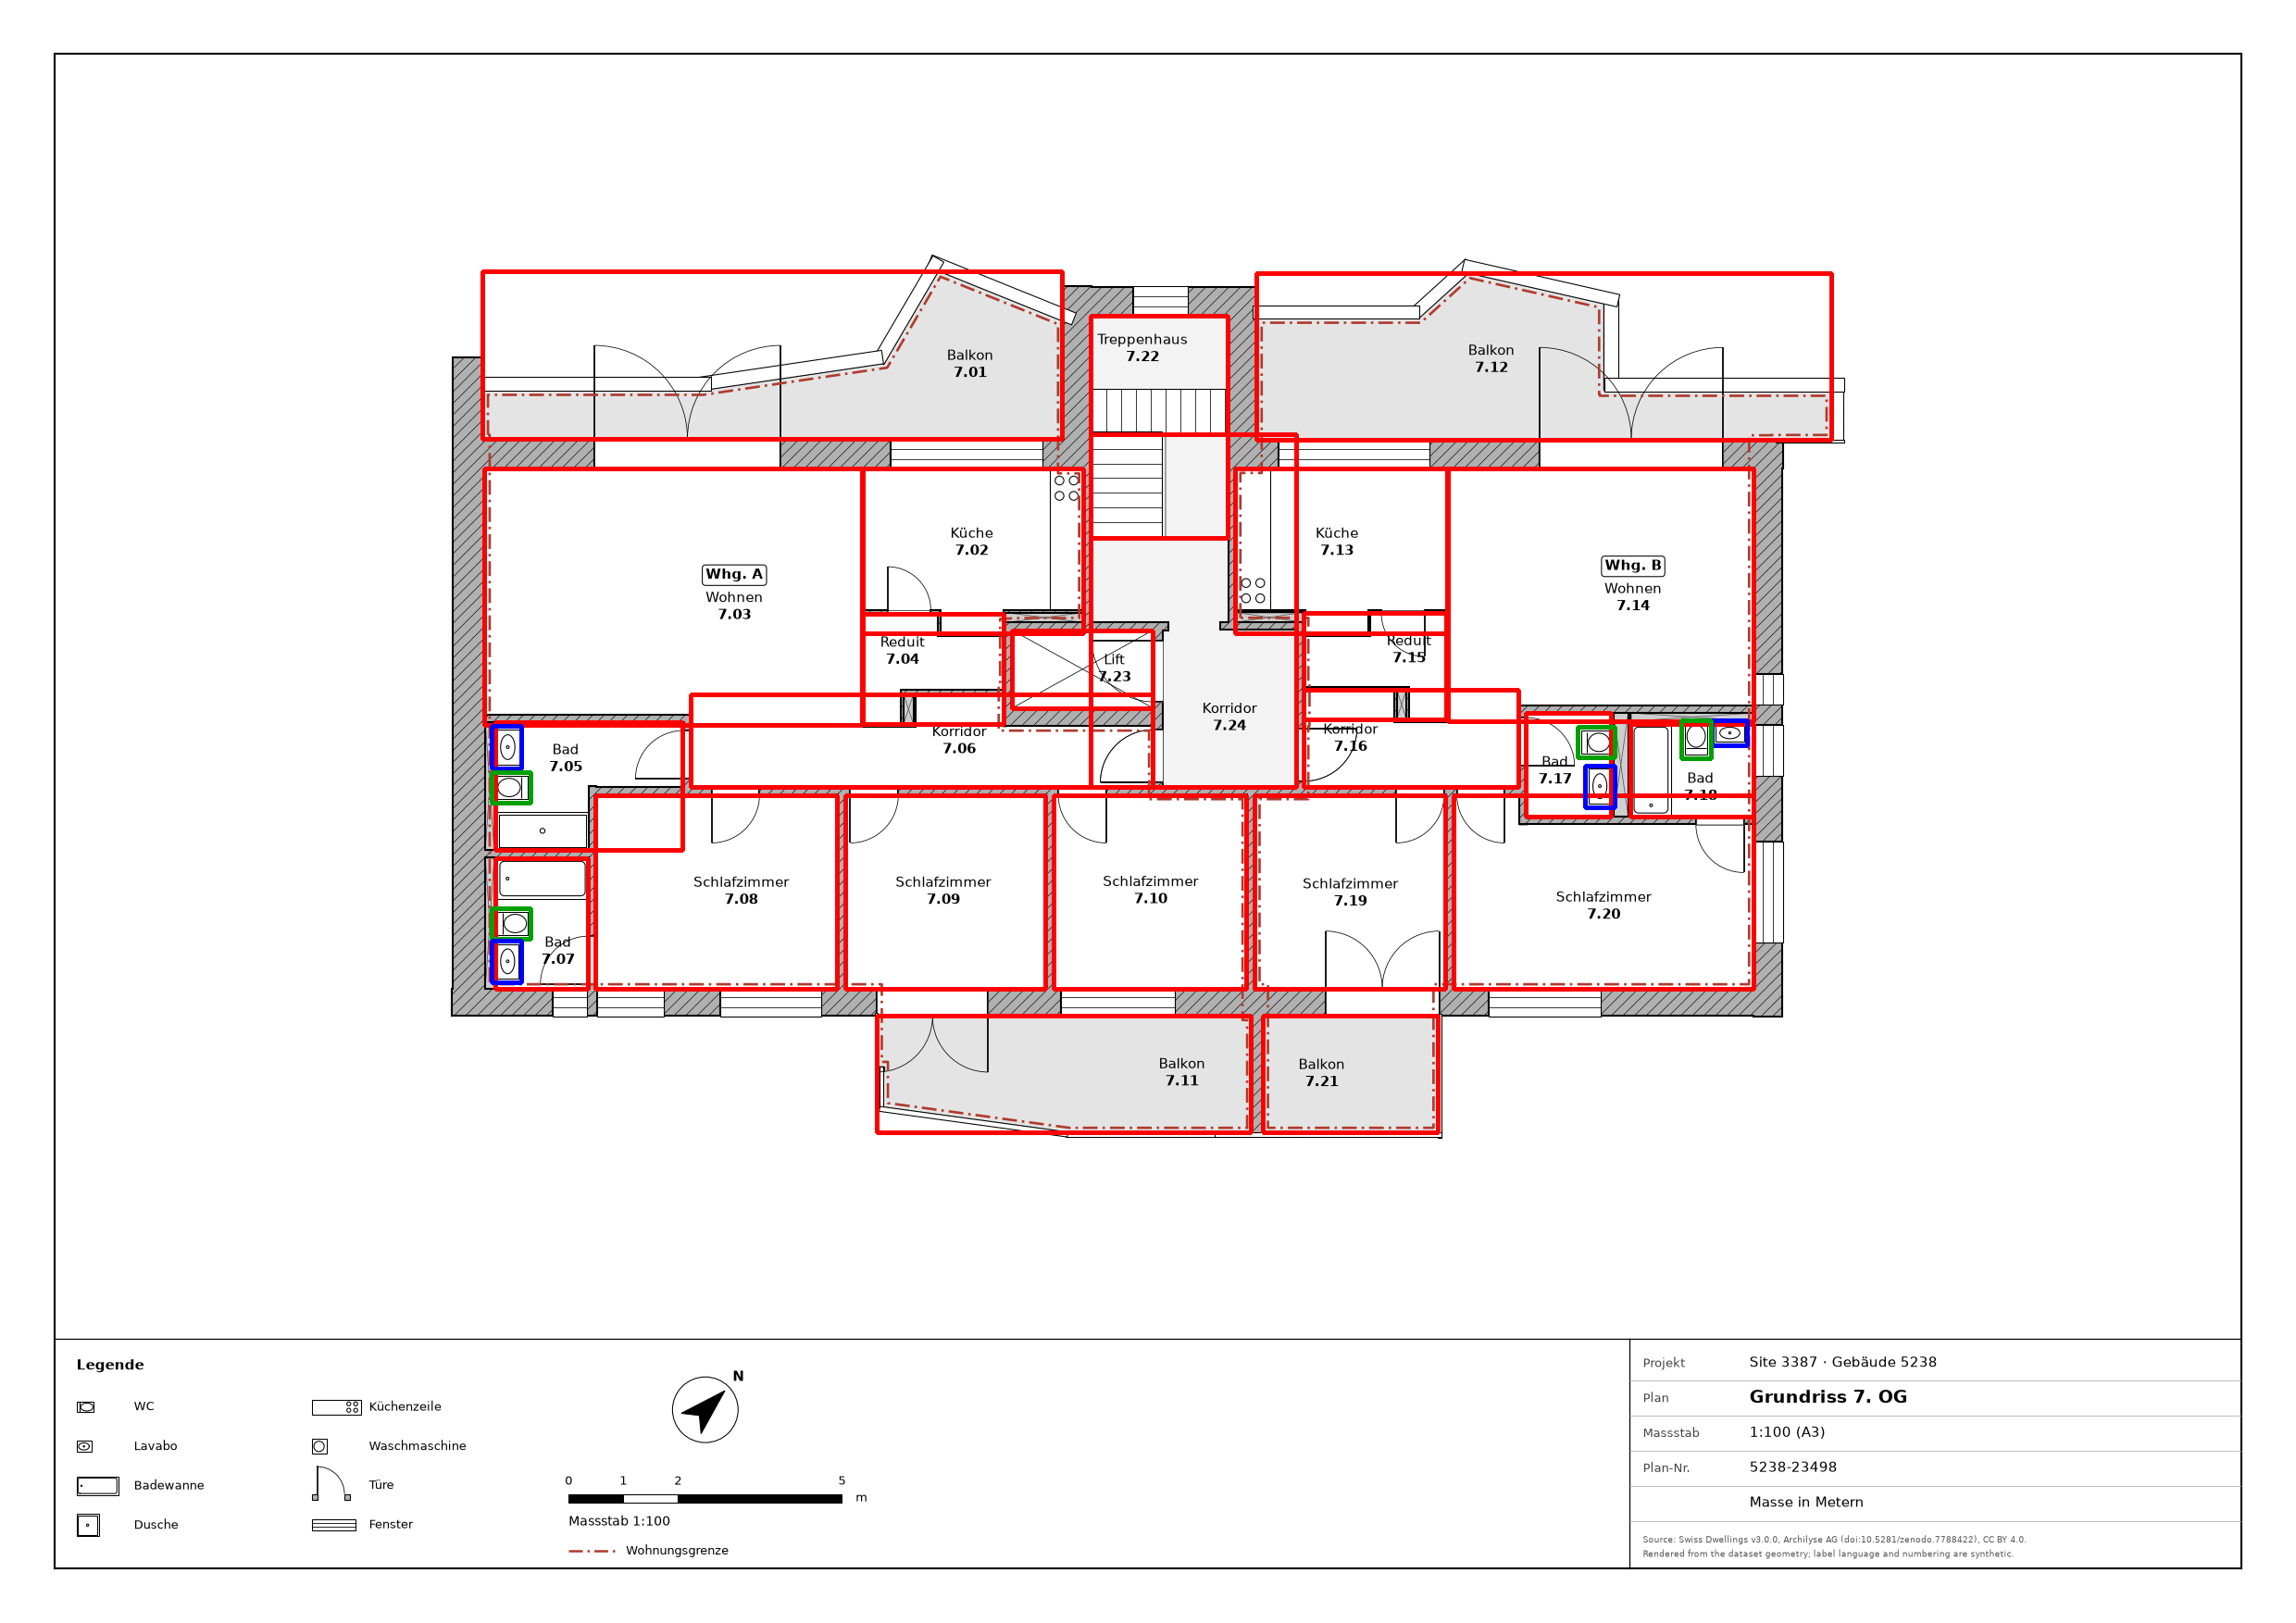 Treppenhaus
7.22
Balkon
7.01
Balkon
7.12
Küche
7.02
Küche
7.13
Whg. A
Wohnen
7.03
Whg. B
Wohnen
7.14
Reduit
7.04
Lift
7.23
Reduit
7.15
Korridor
7.24
Korridor
7.06
Korridor
7.16
Bad
7.05
Bad
7.17
Bad
7.18
Schlafzimmer
7.08
Schlafzimmer
7.09
Schlafzimmer
7.10
Schlafzimmer
7.19
Schlafzimmer
7.20
Bad
7.07
Balkon
7.11
Balkon
7.21
Legende
WC
Lavabo
Badewanne
Dusche
Küchenzeile
Waschmaschine
Türe
Fenster
N
0 1 2 5
m
Massstab 1:100
Wohnungsgrenze
Projekt Site 3387 · Gebäude 5238
Plan Grundriss 7. OG
Massstab 1:100 (A3)
Plan-Nr. 5238-23498
Masse in Metern
Source: Swiss Dwellings v3.0.0, Archilyse AG (doi:10.5281/zenodo.7788422), CC BY 4.0.
Rendered from the dataset geometry; label language and numbering are synthetic.